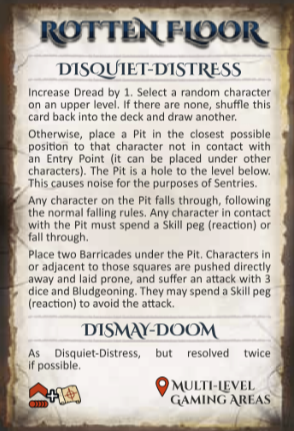 ROTTEN FLOOR
DISQUIET-DISTRESS
Increase Dread by 1. Select a random character
on an upper level. If there are none, shuffle this
card back into the deck and draw another.
Otherwise, place a Pit in the closest possible
position to that character not in contact with
an Entry Point (it can be placed under other
characters). The Pit is a hole to the level below.
This causes noise for the purposes of Sentries.
Any character on the Pit falls through, following
the normal falling rules. Any character in contact
with the Pit must spend a Skill peg (reaction) or
fall through.
Place two Barricades under the Pit. Characters in
or adjacent to those squares are pushed directly
away and laid prone, and suffer an attack with 3
dice and Bludgeoning. They may spend a Skill peg
(reaction) to avoid the attack.
DISMAY-DOOM
As Disquiet-Distress, but resolved twice
if possible.
+
MULTI-LEVEL
GAMING AREAS